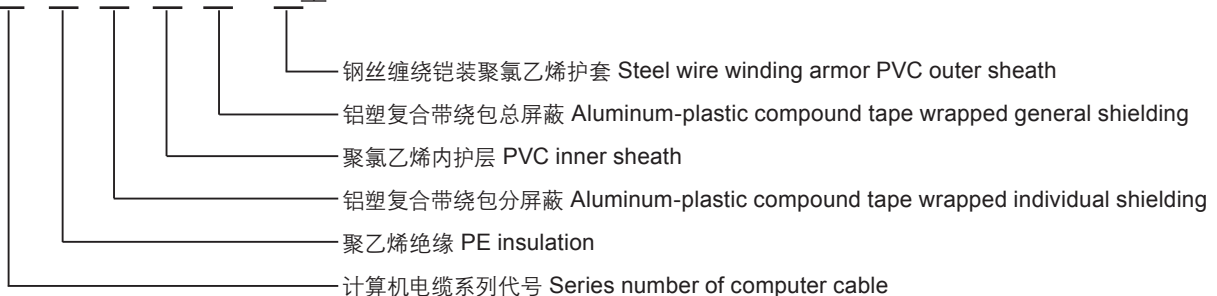 钢丝缠绕铠装聚氯乙烯护套 Steel wire winding armor PVC outer sheath
铝塑复合带绕包总屏蔽 Aluminum-plastic compound tape wrapped general shielding
聚氯乙烯内护层 PVC inner sheath
铝塑复合带绕包分屏蔽 Aluminum-plastic compound tape wrapped individual shielding
聚乙烯绝缘 PE insulation
计算机电缆系列代号 Series number of computer cable